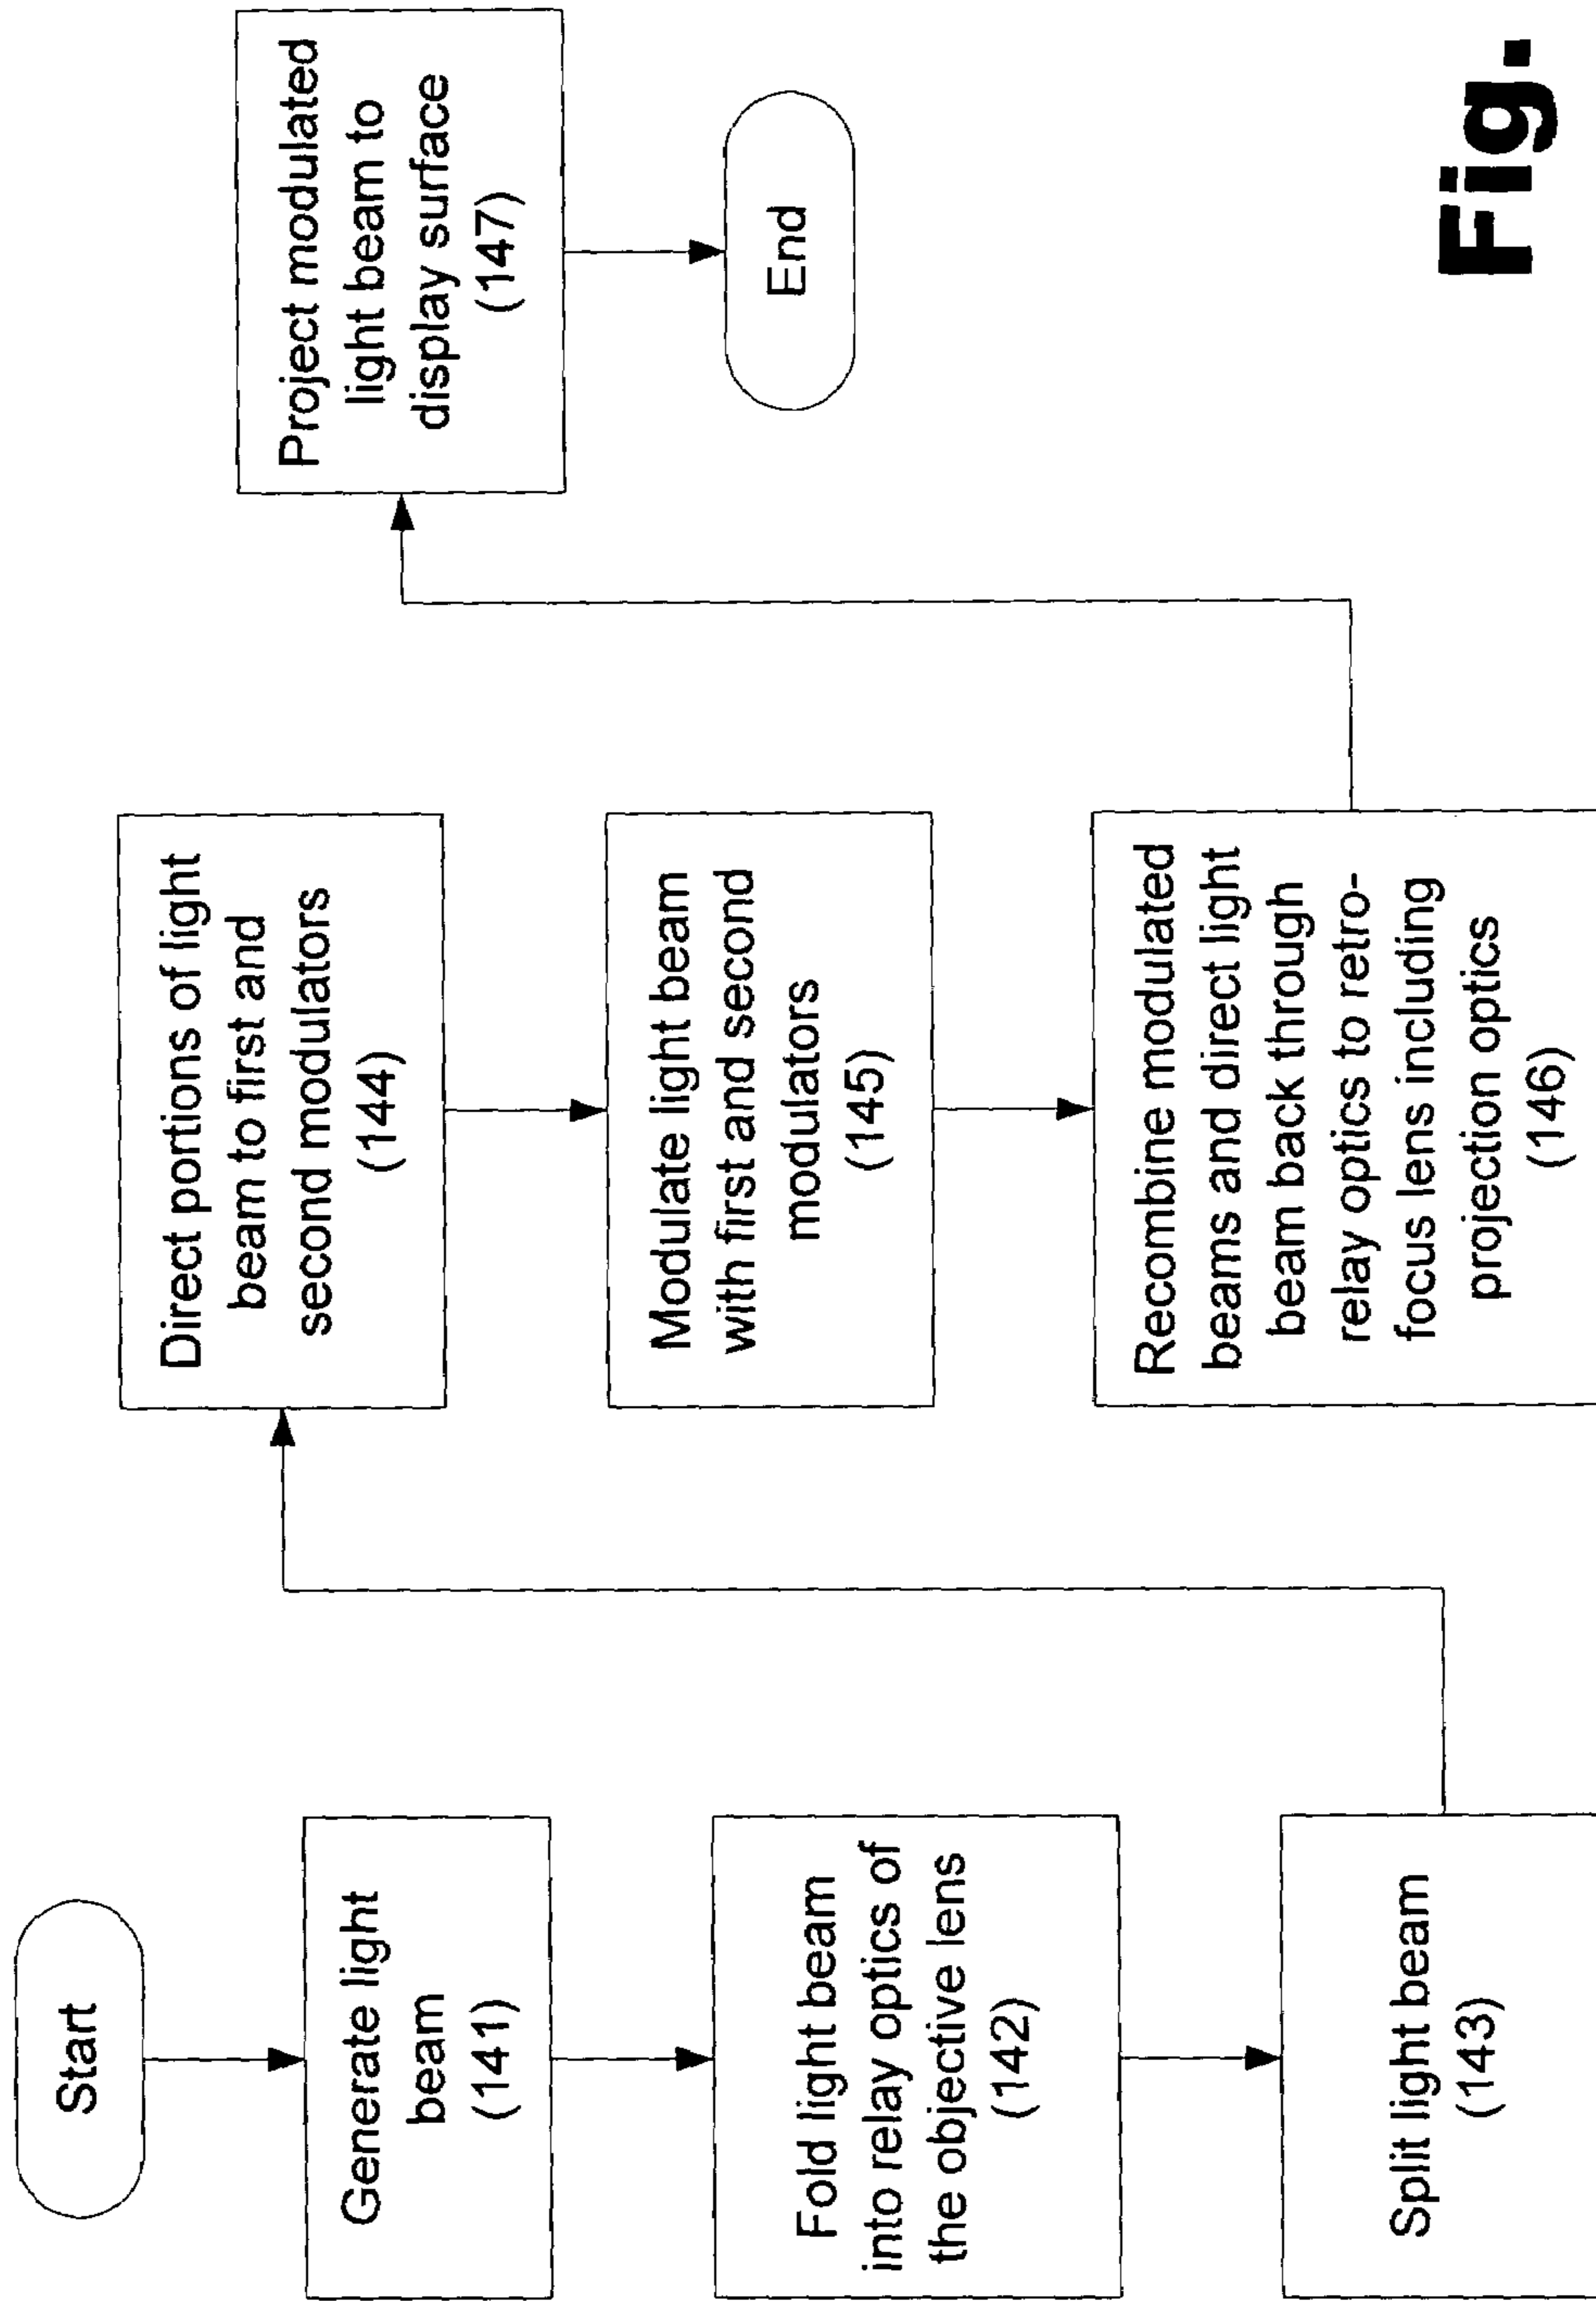 Start
Generate light
beam
(141)
Fold light beam
into relay optics of
the objective lens
(142)
Split light beam
(143)
Direct portions of light
beam to first and
second modulators
(144)
Modulate light beam
with first and second
modulators
(145)
Recombine modulated
beams and direct light
beam back through
relay optics to retro-
focus lens including
projection optics
(146)
Project modulated
light beam to
display surface
(147)
End
Fig.